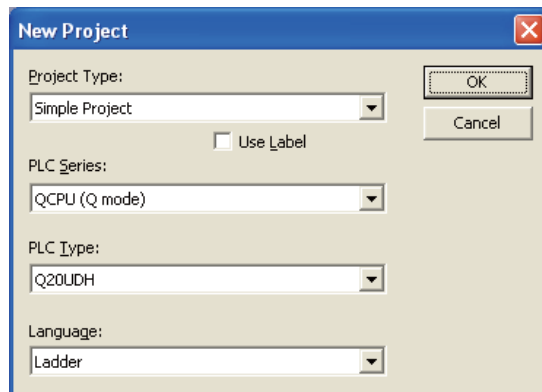 New Project
Project Type:
Simple Project
Use Label
PLC Series:
QCPU (Q mode)
PLC Type:
Q20UDH
Language:
Ladder
OK
Cancel